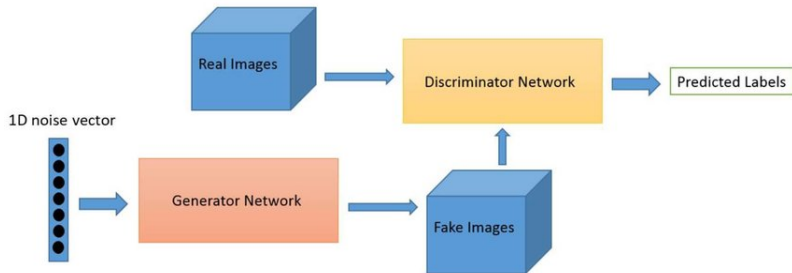 Real Images
Discriminator Network
Predicted Labels
1D noise vector
Generator Network
Fake Images